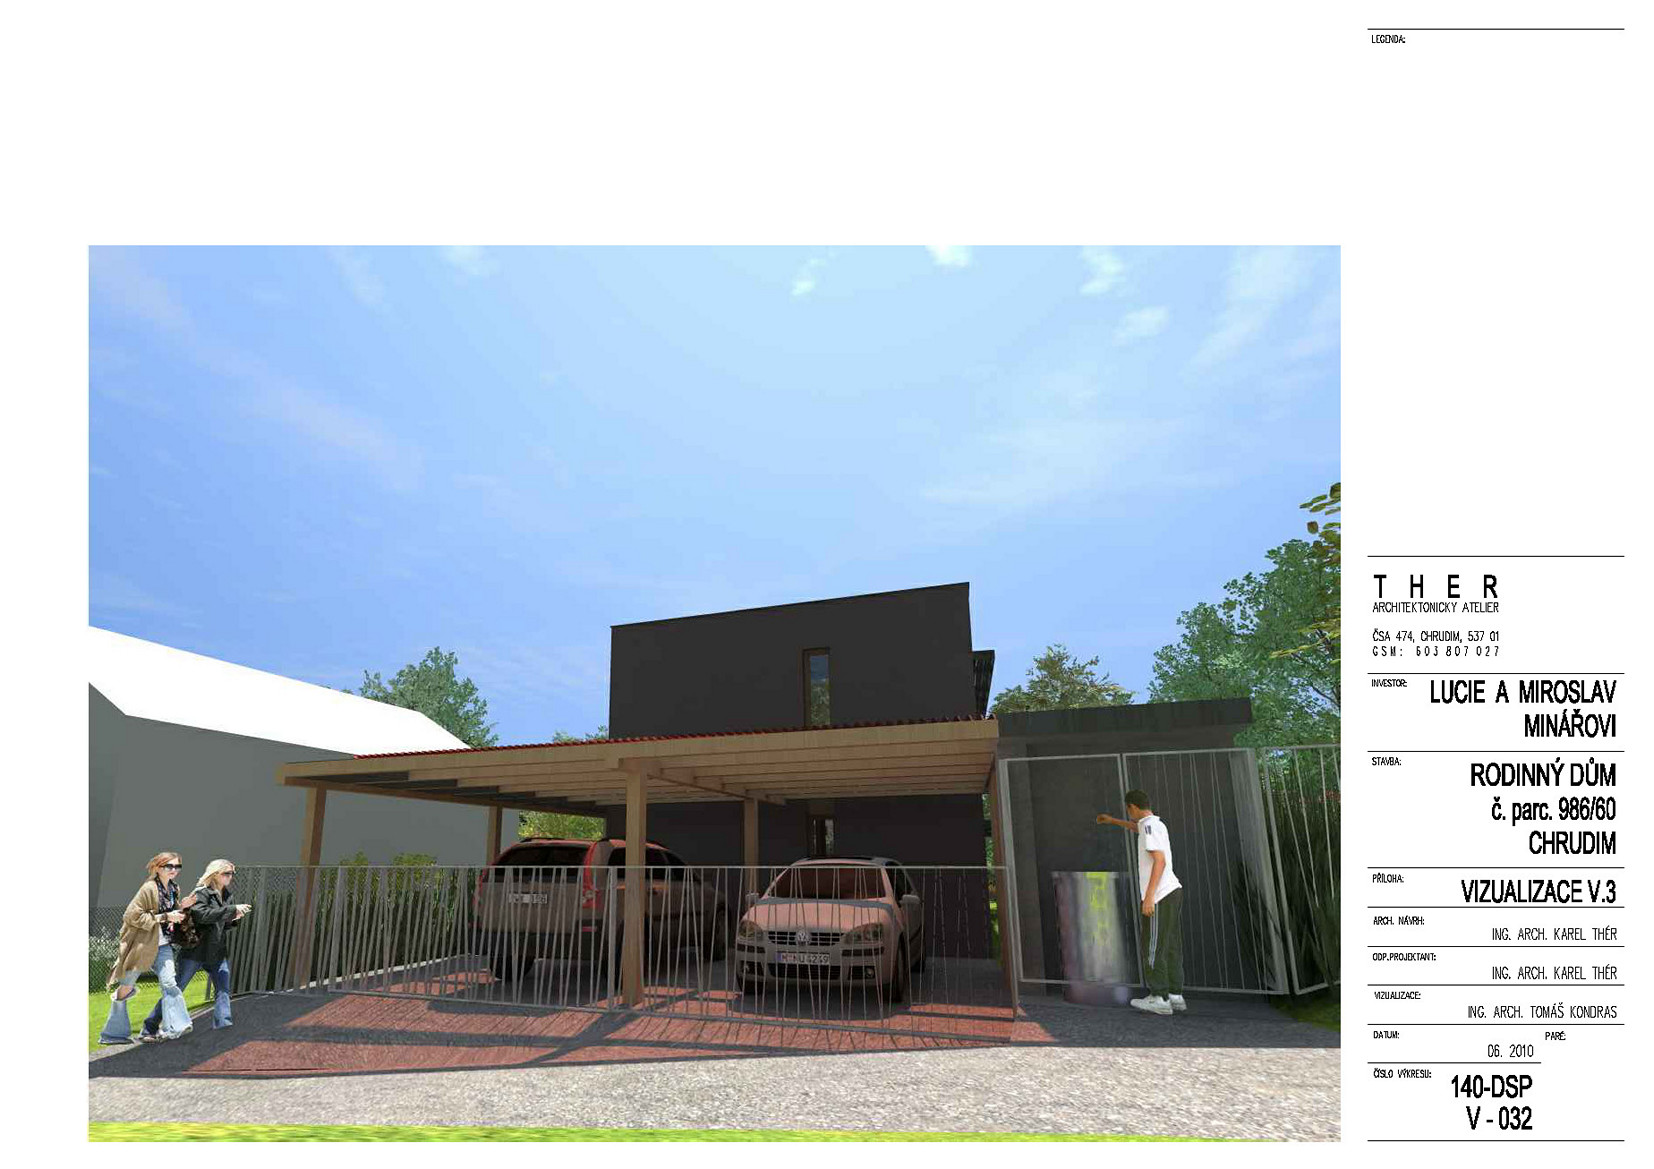 LEGENDA:
T H E R
ARCHITEKTONICKÝ ATELIER
ČSA 474, CHRUDIM, 537 01
GSM: 603 807 027
INVESTOR:
LUCIE A MIROSLAV
MINÁŘOVI
STAVBA:
RODINNÝ DŮM
č. parc. 986/60
CHRUDIM
PŘÍLOHA:
VIZUALIZACE V.3
ARCH. NÁVRH:
ING. ARCH. KAREL THÉR
ODP.PROJEKTANT:
ING. ARCH. KAREL THÉR
VIZUALIZACE:
ING. ARCH. TOMÁŠ KONDRAS
DATUM:
06. 2010
PARÉ:
ČÍSLO VÝKRESU:
140-DSP
V - 032